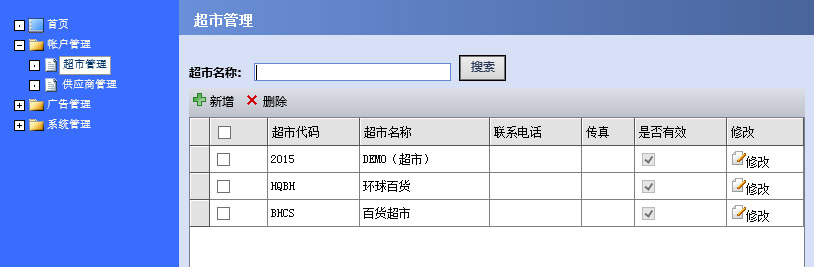 首页
帐户管理
超市管理
供应商管理
广告管理
系统管理
超市管理
超市名称: 搜索
新增 删除
超市代码 超市名称 联系电话 传真 是否有效 修改
2015 DEMO（超市） 修改
HQBH 环球百货 修改
BHCS 百货超市 修改